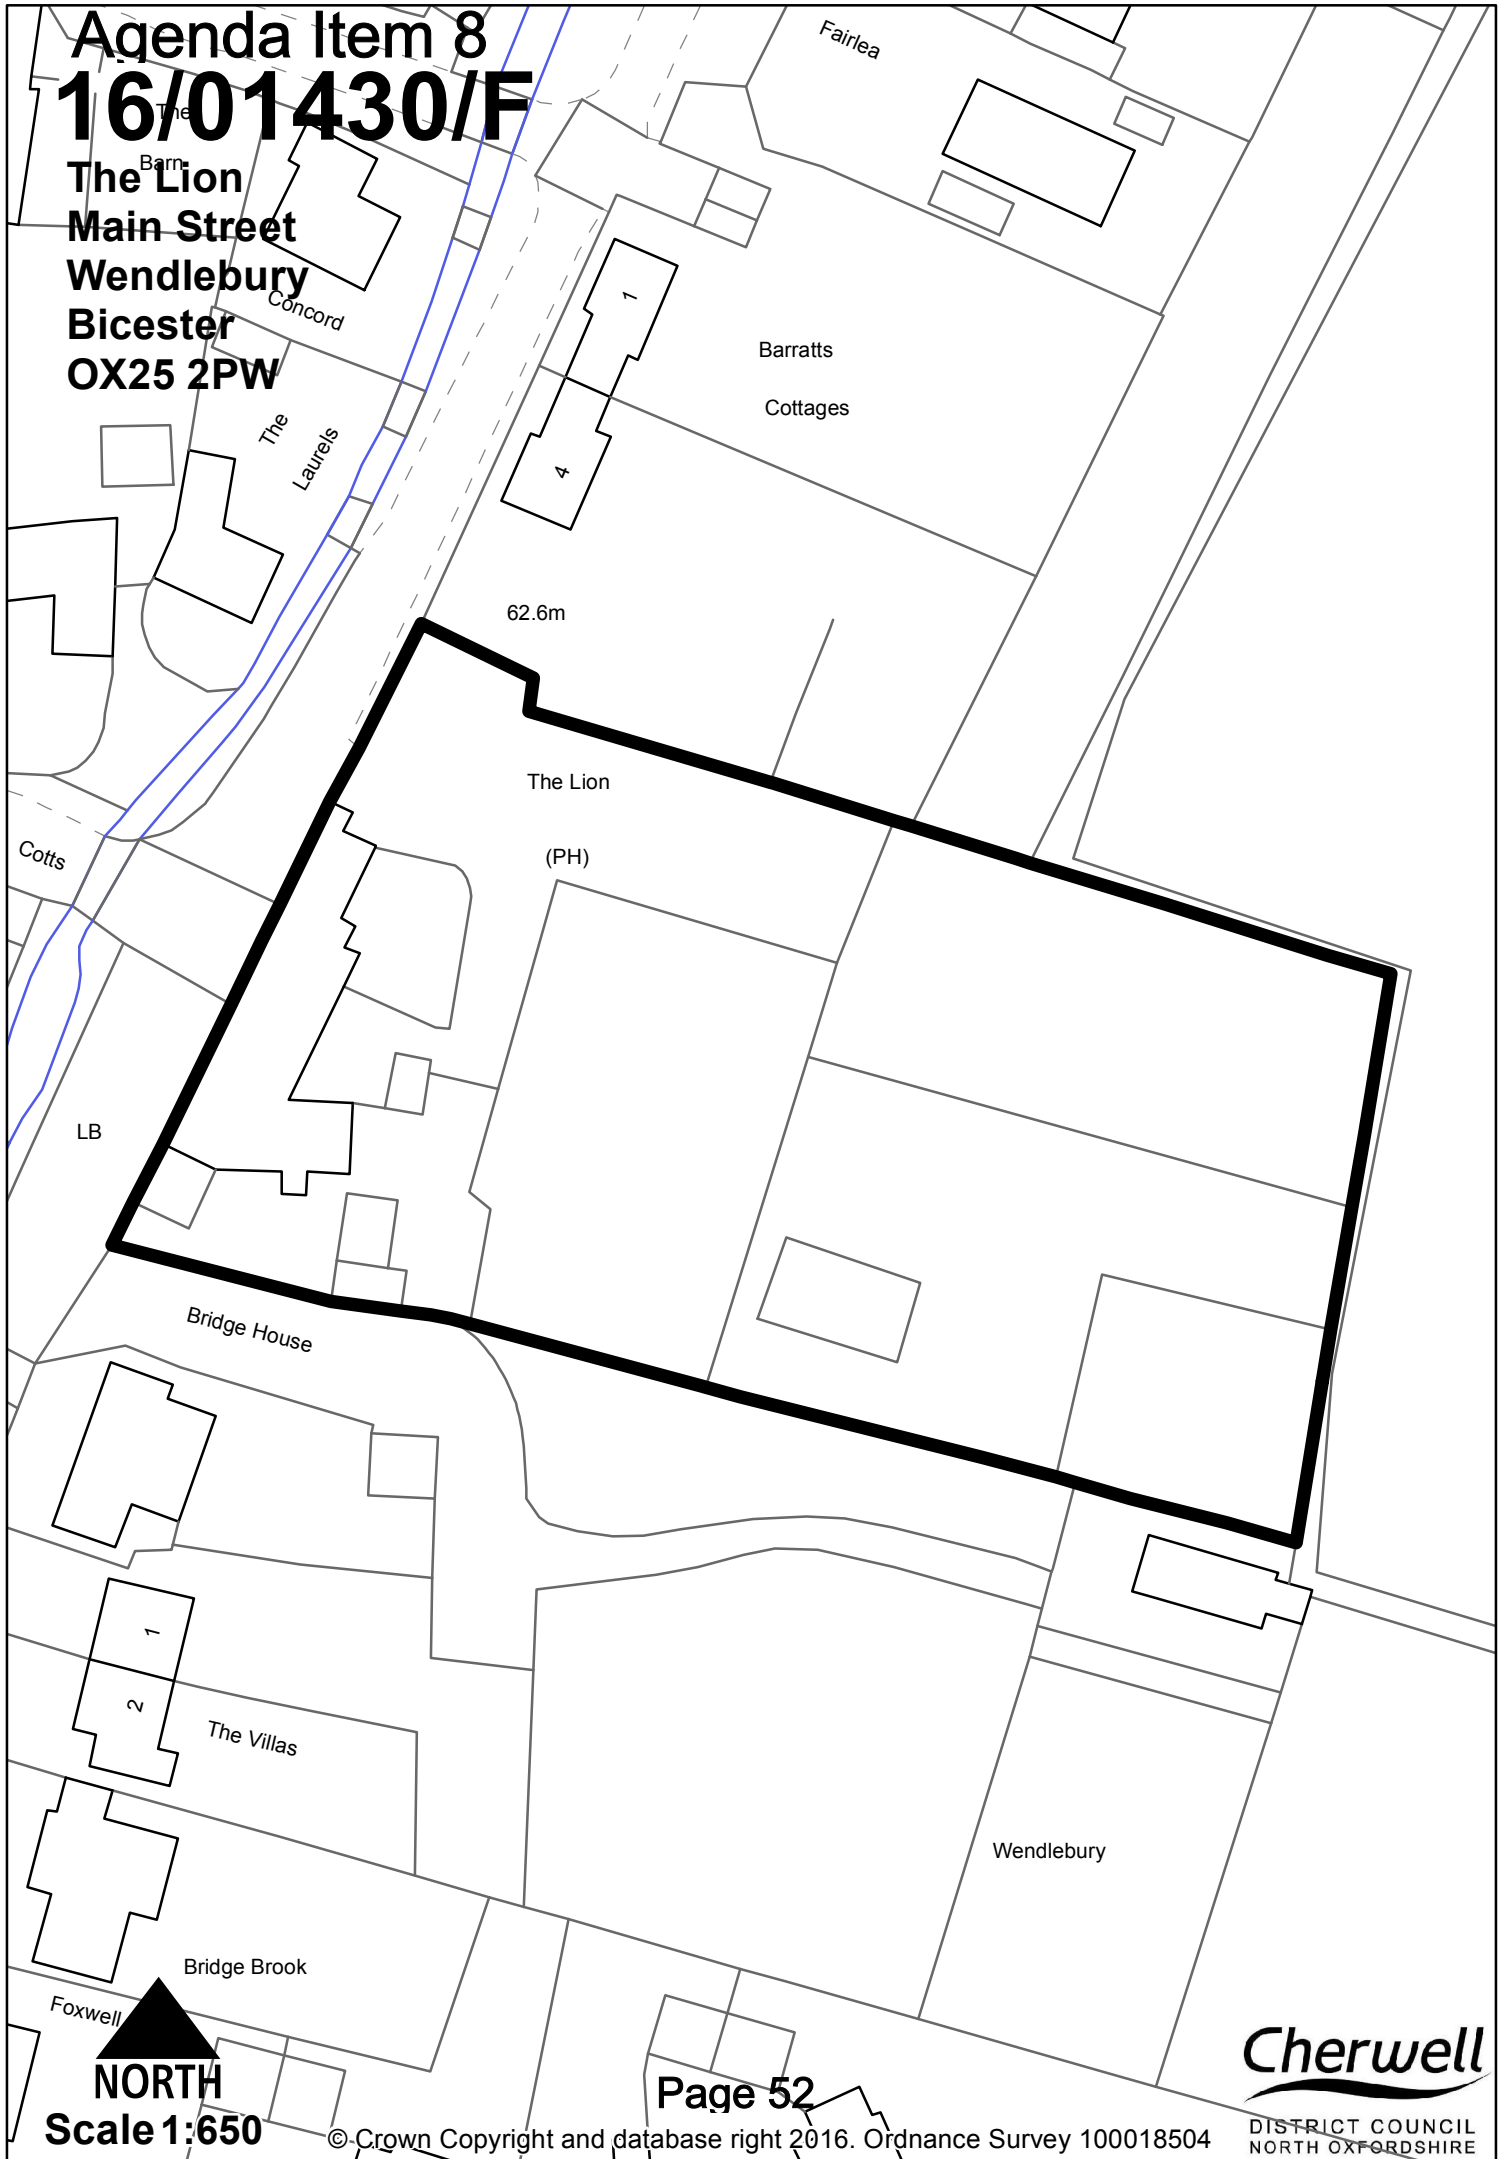 Agenda Item 8
16/01430/F
The Lion
Main Street
Wendlebury
Bicester
OX25 2PW
The
Barn
Fairlea
Concord
1
Barratts
Cottages
The
Laurels
4
62.6m
The Lion
(PH)
Cotts
LB
Bridge House
1
2
The Villas
Wendlebury
Bridge Brook
Foxwell
NORTH
Scale 1:650
Page 52
© Crown Copyright and database right 2016. Ordnance Survey 100018504
Cherwell
DISTRICT COUNCIL
NORTH OXFORDSHIRE